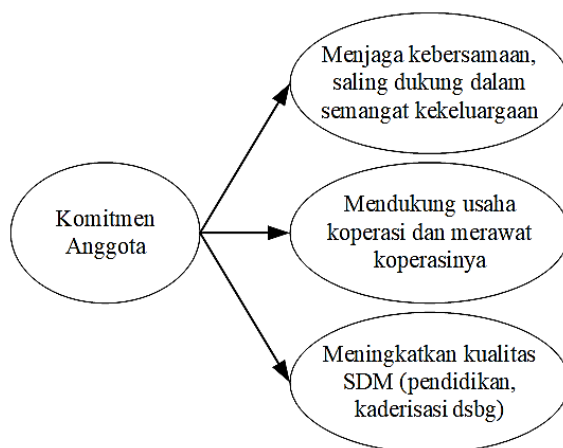 Menjaga kebersamaan,
saling dukung dalam
semangat kekeluargaan
Komitmen
Anggota
Mendukung usaha
koperasi dan merawat
koperasinya
Meningkatkan kualitas
SDM (pendidikan,
kaderisasi dsbg)